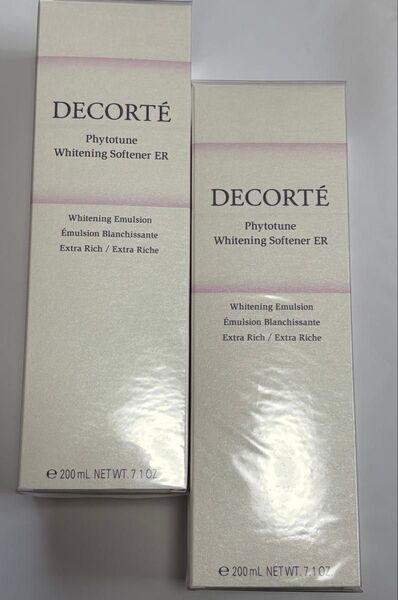 DECORTÉ
Phytotune
Whitening Softener ER
Whitening Emulsion
Émulsion Blanchissante
Extra Rich / Extra Riche
℮ 200 mL NET WT. 7.1 OZ.
DECORTÉ
Phytotune
Whitening Softener ER
Whitening Emulsion
Émulsion Blanchissante
Extra Rich / Extra Riche
℮ 200 mL NET WT. 7.1 OZ.